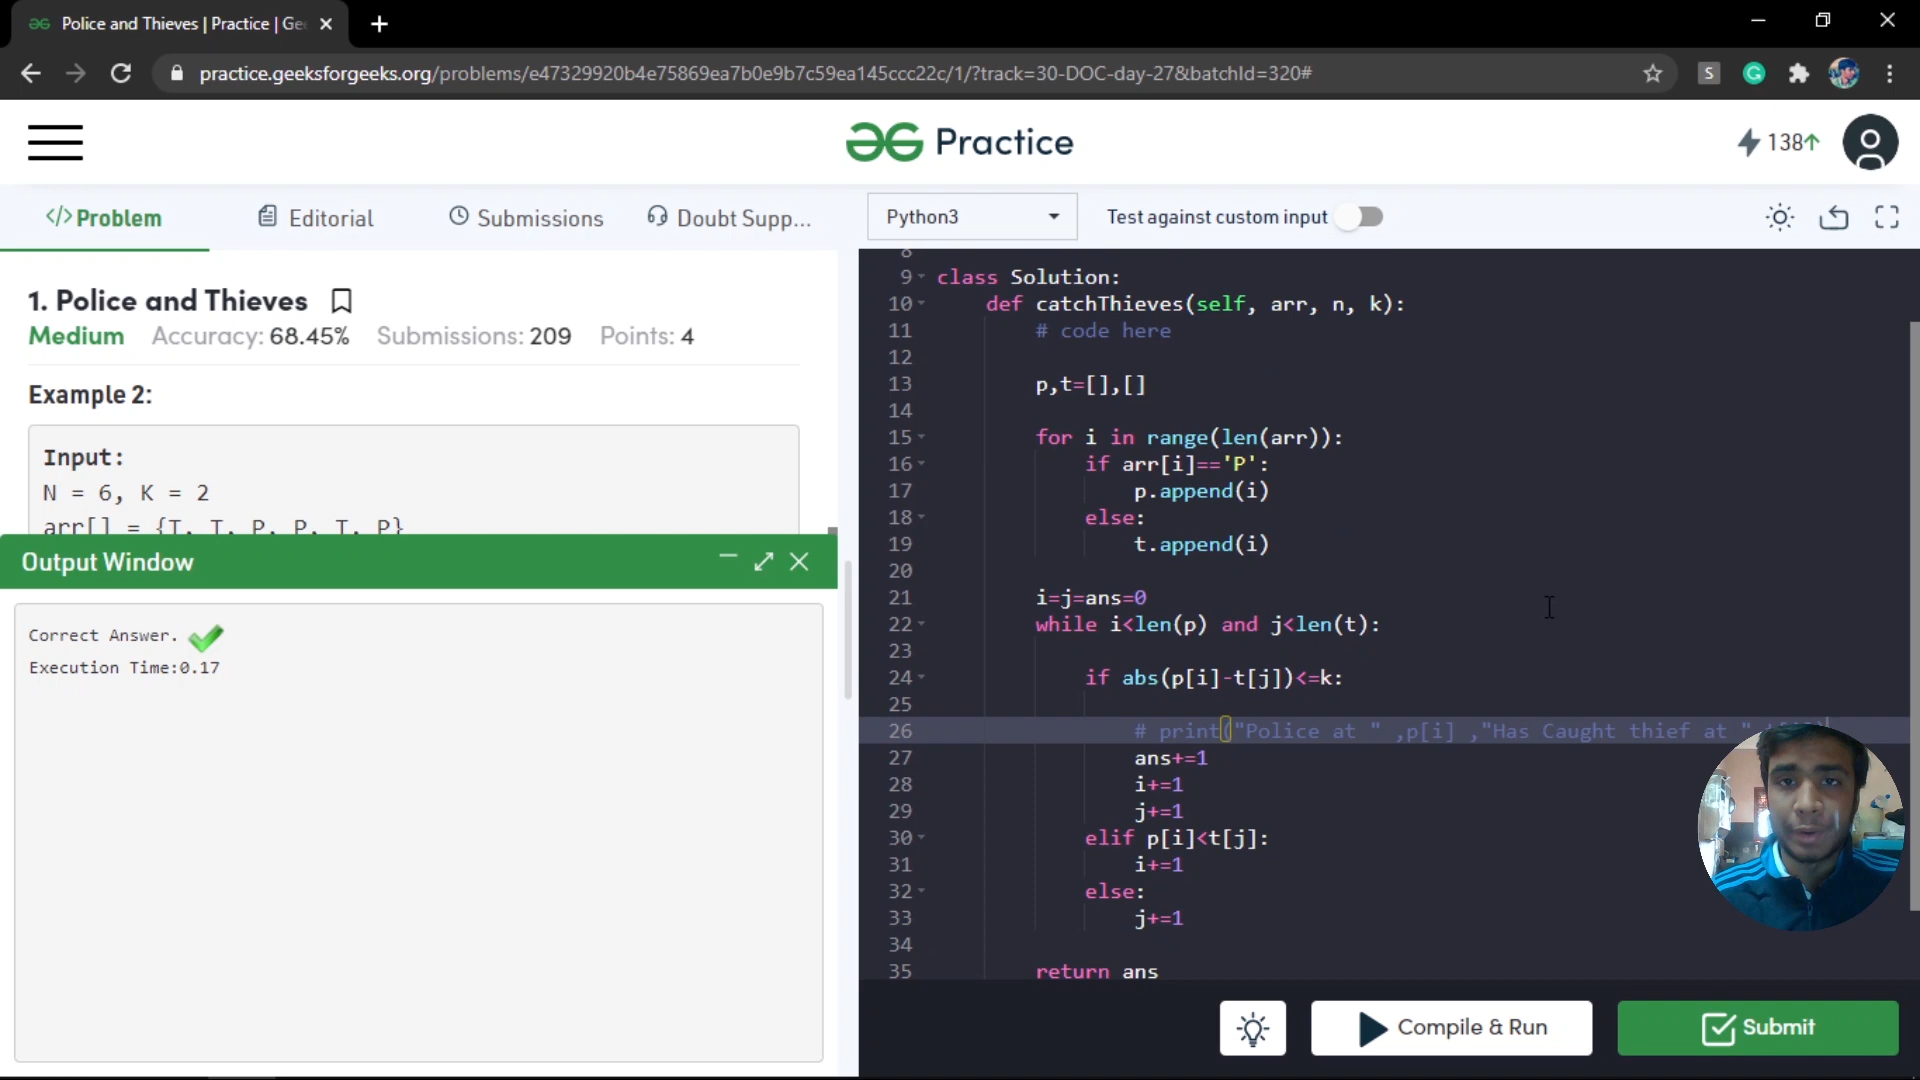 Police and Thieves | Practice | Ge
practice.geeksforgeeks.org/problems/e47329920b4e75869ea7b0e9b7c59ea145ccc22c/1/?track=30-DOC-day-27&batchId=320#
S
G
Practice
138
</>Problem
Editorial
Submissions
Doubt Supp...
Python3
Test against custom input
1. Police and Thieves
Medium Accuracy: 68.45% Submissions: 209 Points: 4
Example 2:
Input:
N = 6, K = 2
arr[] = {T, T, P, P, T, P}
Output Window
Correct Answer.
Execution Time:0.17
8
9 class Solution:
10 def catchThieves(self, arr, n, k):
11 # code here
12
13 p,t=[],[]
14
15 for i in range(len(arr)):
16 if arr[i]=='P':
17 p.append(i)
18 else:
19 t.append(i)
20
21 i=j=ans=0
22 while i<len(p) and j<len(t):
23
24 if abs(p[i]-t[j])<=k:
25
26 # print("Police at " ,p[i] ,"Has Caught thief at "
27 ans+=1
28 i+=1
29 j+=1
30 elif p[i]<t[j]:
31 i+=1
32 else:
33 j+=1
34
35 return ans
Compile & Run
Submit